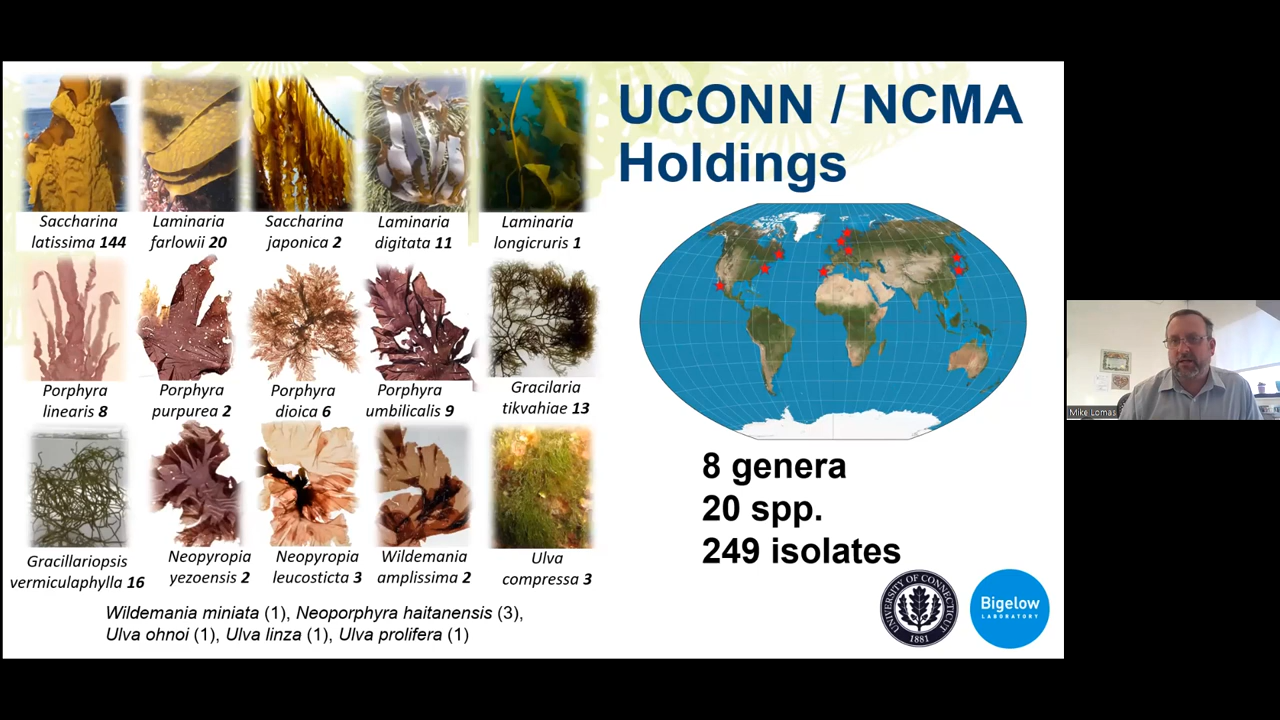 UCONN / NCMA
Holdings
Saccharina
latissima 144
Laminaria
farlowii 20
Saccharina
japonica 2
Laminaria
digitata 11
Laminaria
longicruris 1
Porphyra
linearis 8
Porphyra
purpurea 2
Porphyra
dioica 6
Porphyra
umbilicalis 9
Gracilaria
tikvahiae 13
Gracillariopsis
vermiculaphylla 16
Neopyropia
yezoensis 2
Neopyropia
leucosticta 3
Wildemania
amplissima 2
Ulva
compressa 3
Wildemania miniata (1), Neoporphyra haitanensis (3),
Ulva ohnoi (1), Ulva linza (1), Ulva prolifera (1)
8 genera
20 spp.
249 isolates
UNIVERSITY OF CONNECTICUT
1881
Bigelow
LABORATORY
Mike Lomas